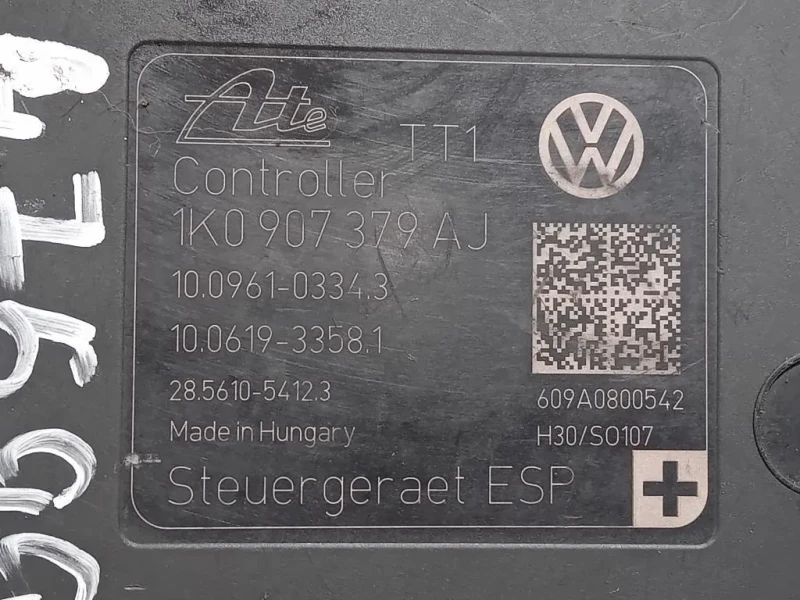 Ate TT1
Controller
1K0 907 379 AJ
10.0961-0334.3
10.0619-3358.1
28.5610-5412.3
609A0800542
Made in Hungary
H30/SO107
Steuergeraet ESP